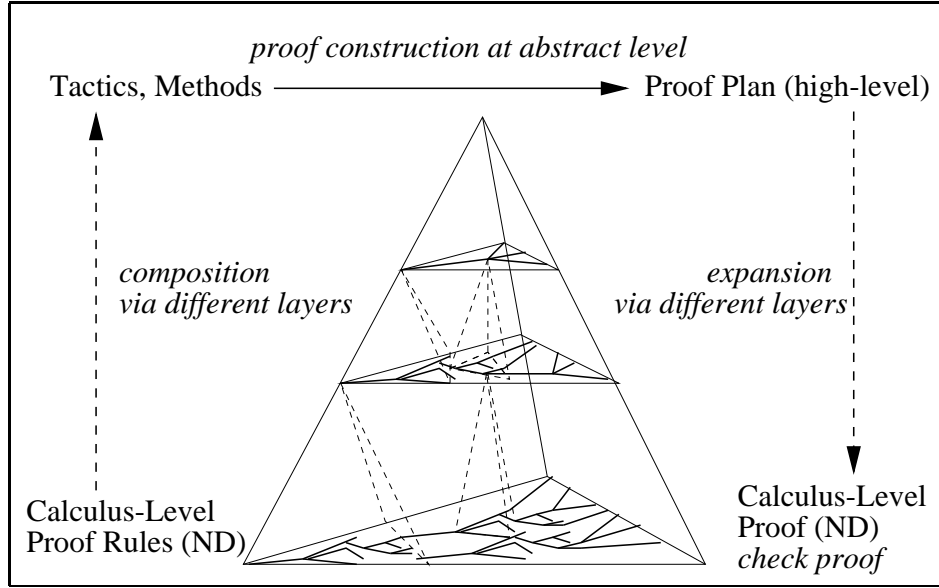 proof construction at abstract level
Tactics, Methods
Proof Plan (high-level)
composition
via different layers
expansion
via different layers
Calculus-Level
Proof Rules (ND)
Calculus-Level
Proof (ND)
check proof